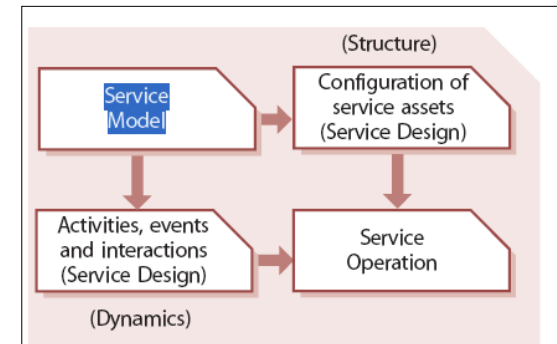 (Structure)
Service
Model
Configuration of
service assets
(Service Design)
Activities, events
and interactions
(Service Design)
Service
Operation
(Dynamics)